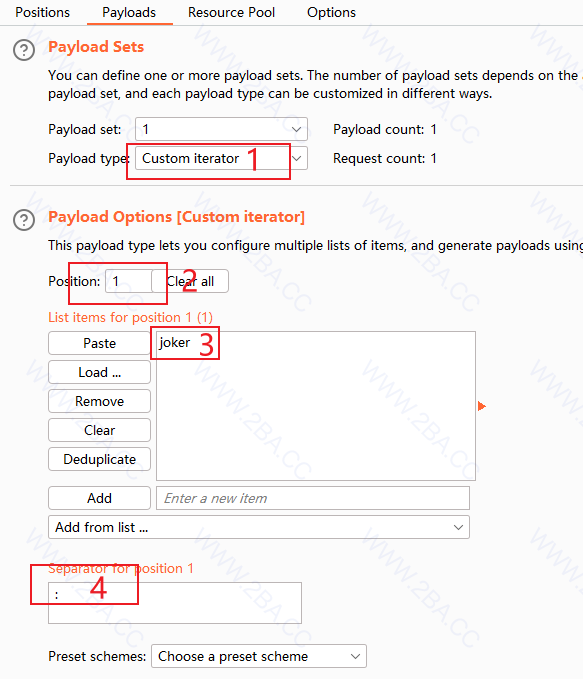 Positions Payloads Resource Pool Options
? Payload Sets
You can define one or more payload sets. The number of payload sets depends on the
payload set, and each payload type can be customized in different ways.
Payload set: 1 Payload count: 1
Payload type: Custom iterator 1 Request count: 1
? Payload Options [Custom iterator]
This payload type lets you configure multiple lists of items, and generate payloads using
Position: 1 2 Clear all
List items for position 1 (1)
Paste joker 3
Load ...
Remove
Clear
Deduplicate
Add Enter a new item
Add from list ...
Separator for position 1
: 4
Preset schemes: Choose a preset scheme
WWW.2BA.CC